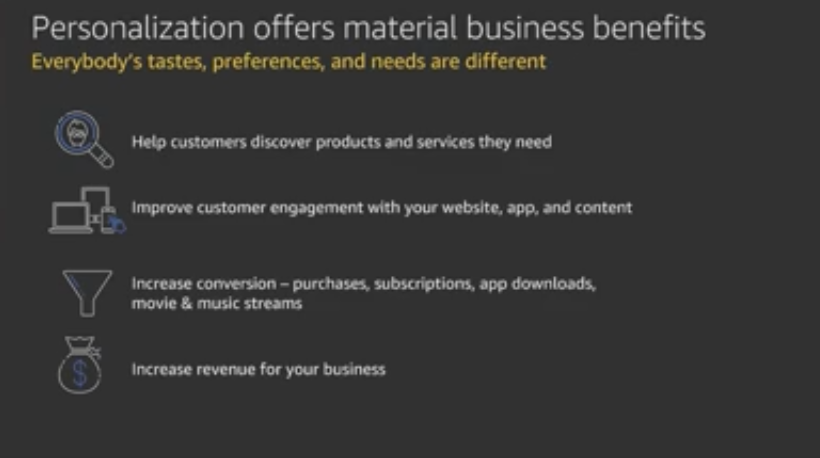 Personalization offers material business benefits
Everybody's tastes, preferences, and needs are different
Help customers discover products and services they need
Improve customer engagement with your website, app, and content
Increase conversion – purchases, subscriptions, app downloads,
movie & music streams
$
Increase revenue for your business